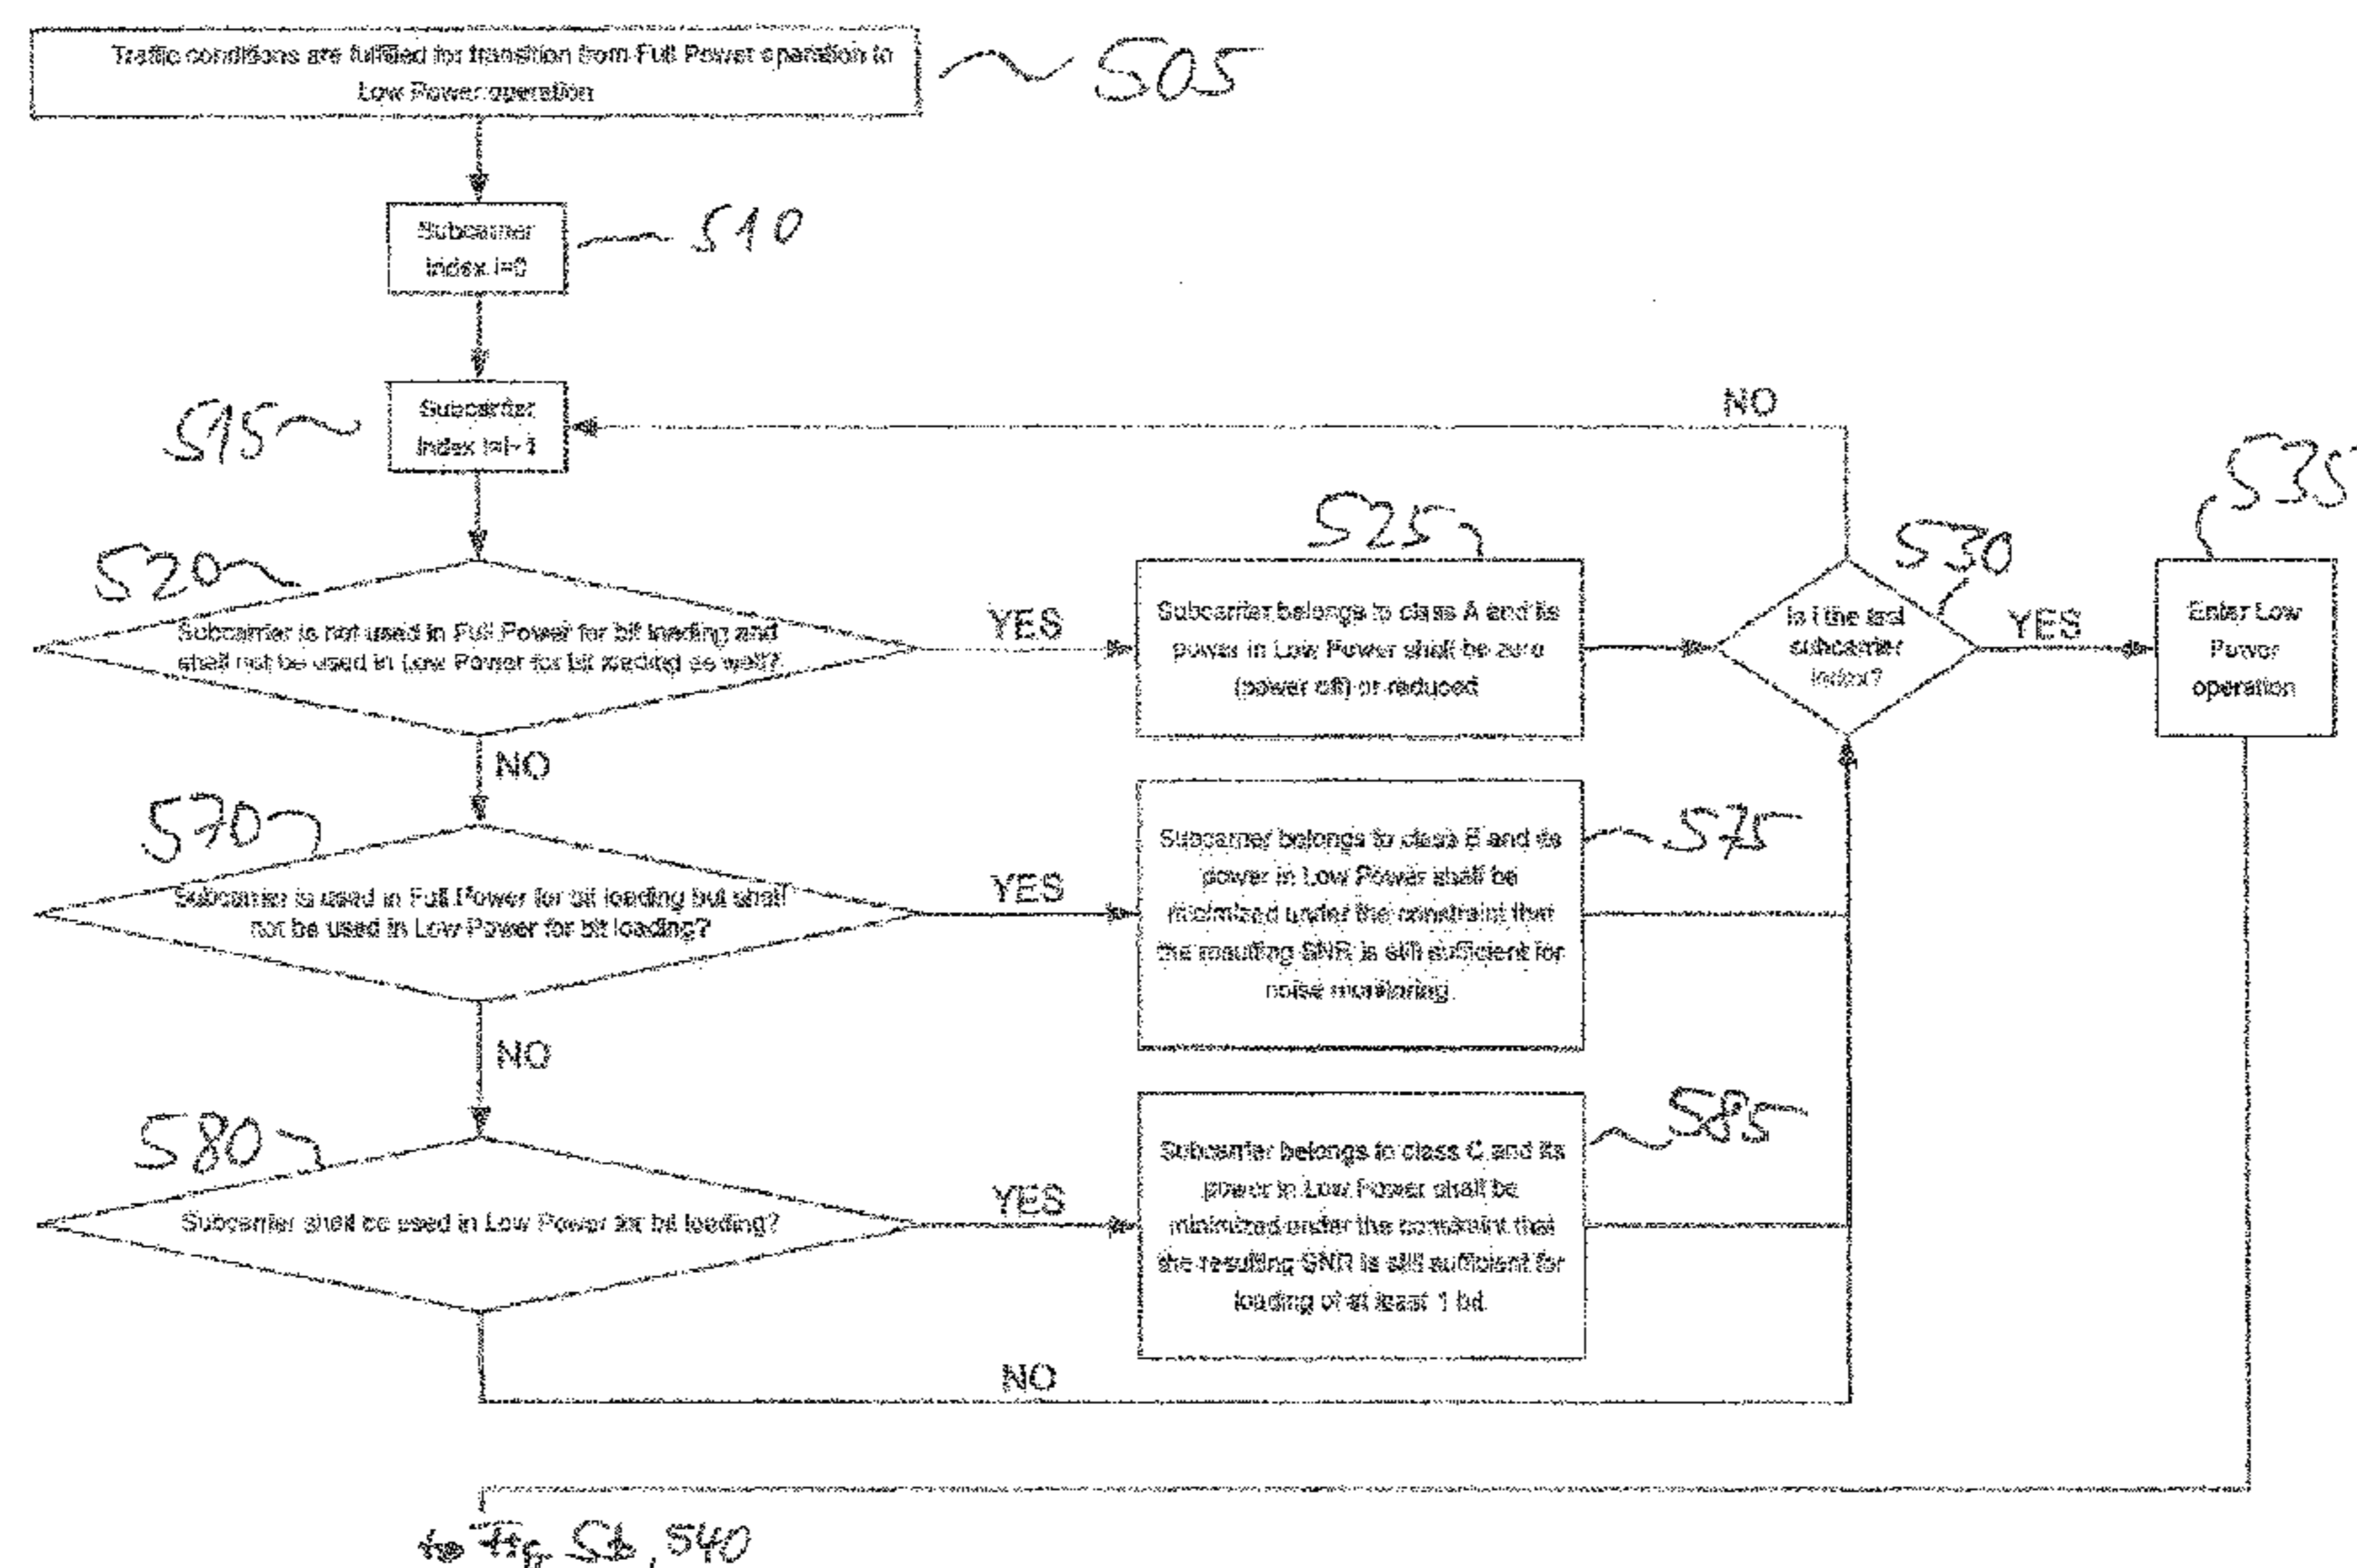 Traffic conditions are fulfilled for transition from Full Power operation to
Low Power operation
505
Subcarrier
index i=0
510
Subcarrier
index i=i+1
515
NO
520
Subcarrier is not used in Full Power for bit loading and
shall not be used in Low Power for bit loading as well?
YES
525
Subcarrier belongs to class A and its
power in Low Power shall be zero
(power off) or reduced
530
Is i the last
subcarrier
index?
YES
535
Enter Low
Power
operation
NO
570
Subcarrier is used in Full Power for bit loading but shall
not be used in Low Power for bit loading?
YES
575
Subcarrier belongs to class B and its
power in Low Power shall be
minimized under the constraint that
the resulting SNR is still sufficient for
noise monitoring
NO
580
Subcarrier shall be used in Low Power for bit loading?
YES
585
Subcarrier belongs to class C and its
power in Low Power shall be
minimized under the constraint that
the resulting SNR is still sufficient for
loading of at least 1 bit
NO
to Fig 5b, 540